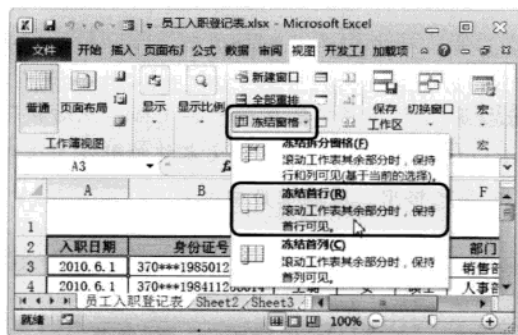 员工入职登记表.xlsx - Microsoft Excel
文件 开始 插入 页面布局 公式 数据 审阅 视图 开发工具 加载项
新建窗口
全部重排
冻结窗格
普通 页面布局 显示 显示比例 保存 切换窗口 宏
工作区
工作簿视图 宏
冻结拆分窗格(F)
滚动工作表其余部分时，保持
行和列可见(基于当前的选择)。
冻结首行(R)
滚动工作表其余部分时，保持
首行可见。
冻结首列(C)
滚动工作表其余部分时，保持
首列可见。
A3
A B F
1
2 入职日期 身份证号 部门
3 2010.6.1 370***1985012 销售
4 2010.6.1 370***198411 人事
员工入职登记表 Sheet2 Sheet3
就绪 100%